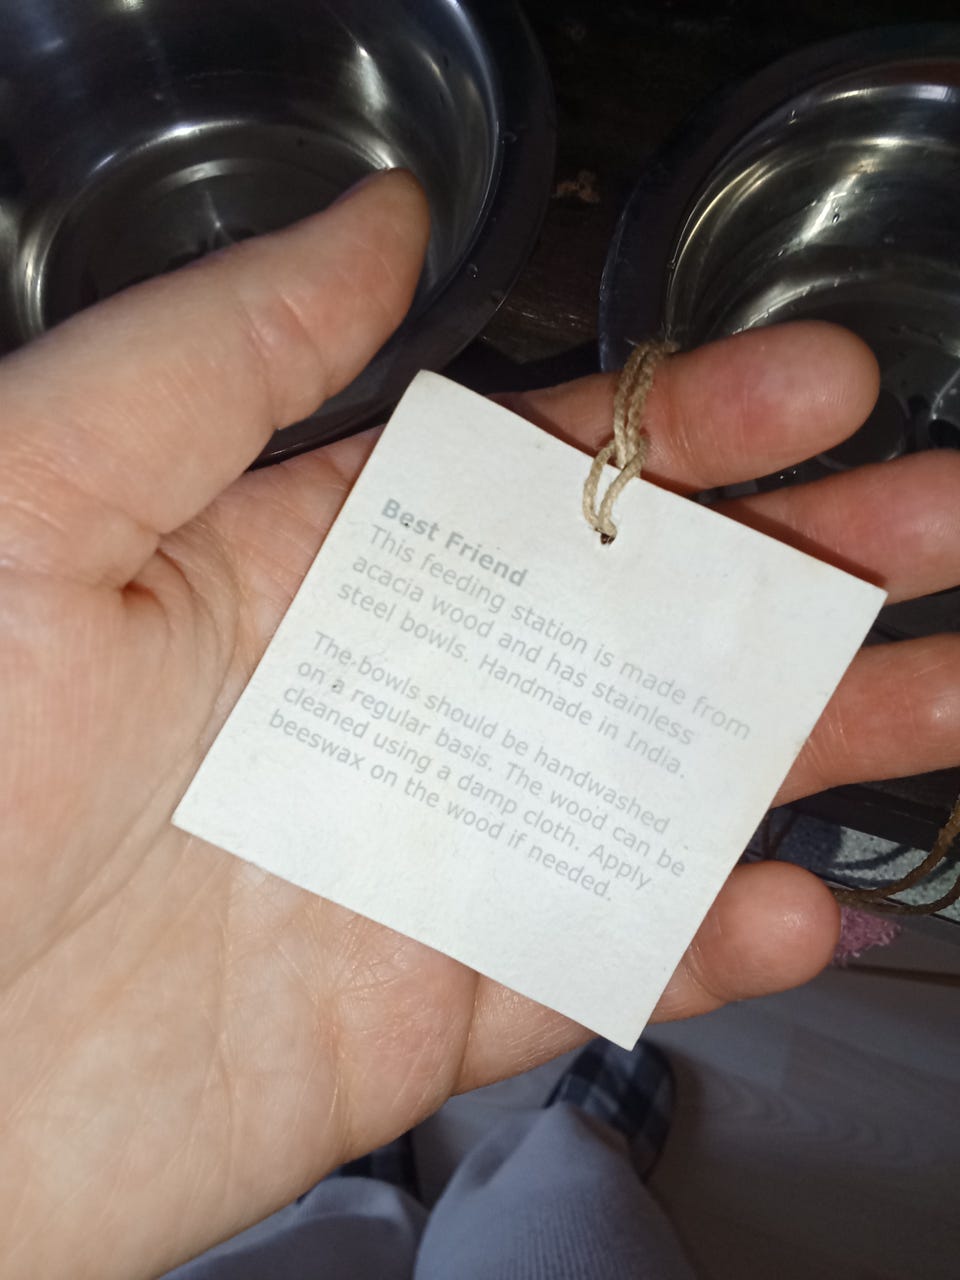 Best Friend
This feeding station is made from
acacia wood and has stainless
steel bowls. Handmade in India.
The bowls should be handwashed
on a regular basis. The wood can be
cleaned using a damp cloth. Apply
beeswax on the wood if needed.